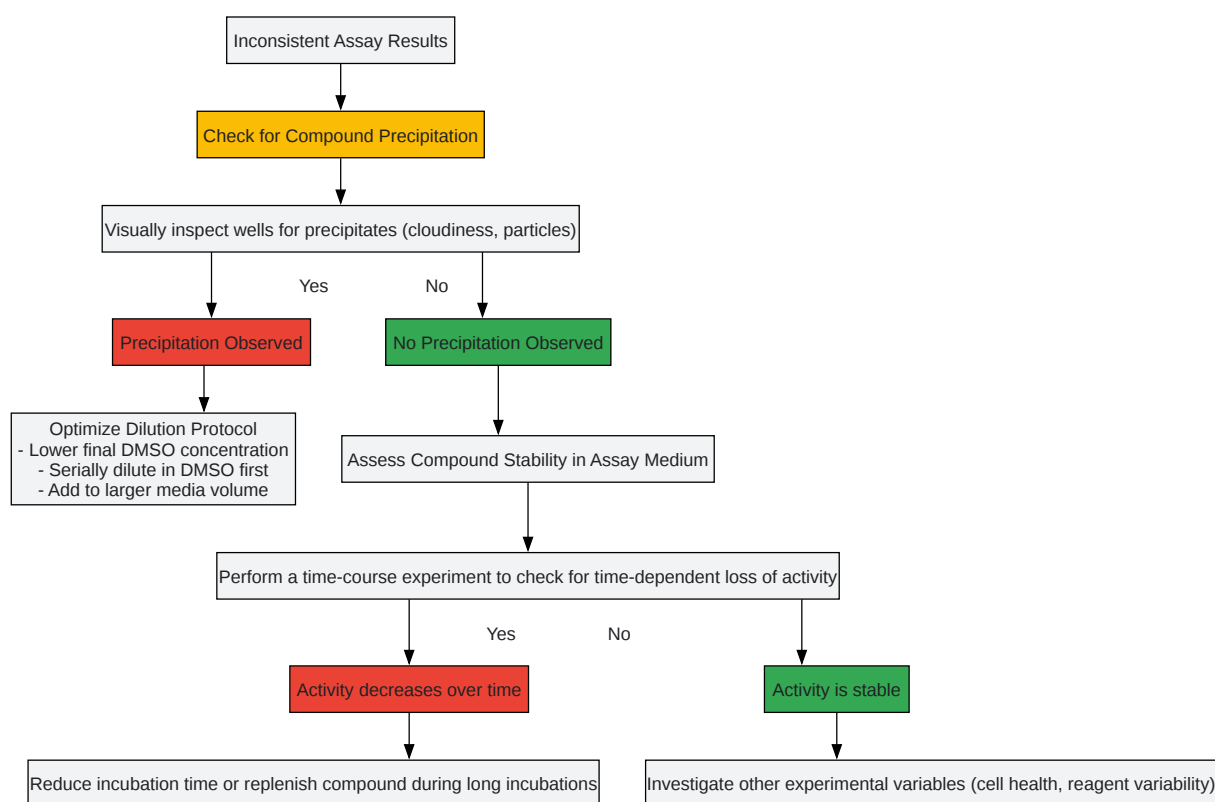 Inconsistent Assay Results
Check for Compound Precipitation
Visually inspect wells for precipitates (cloudiness, particles)
Yes
No
Precipitation Observed
No Precipitation Observed
Optimize Dilution Protocol
- Lower final DMSO concentration
- Serially dilute in DMSO first
- Add to larger media volume
Assess Compound Stability in Assay Medium
Perform a time-course experiment to check for time-dependent loss of activity
Yes
No
Activity decreases over time
Activity is stable
Reduce incubation time or replenish compound during long incubations
Investigate other experimental variables (cell health, reagent variability)